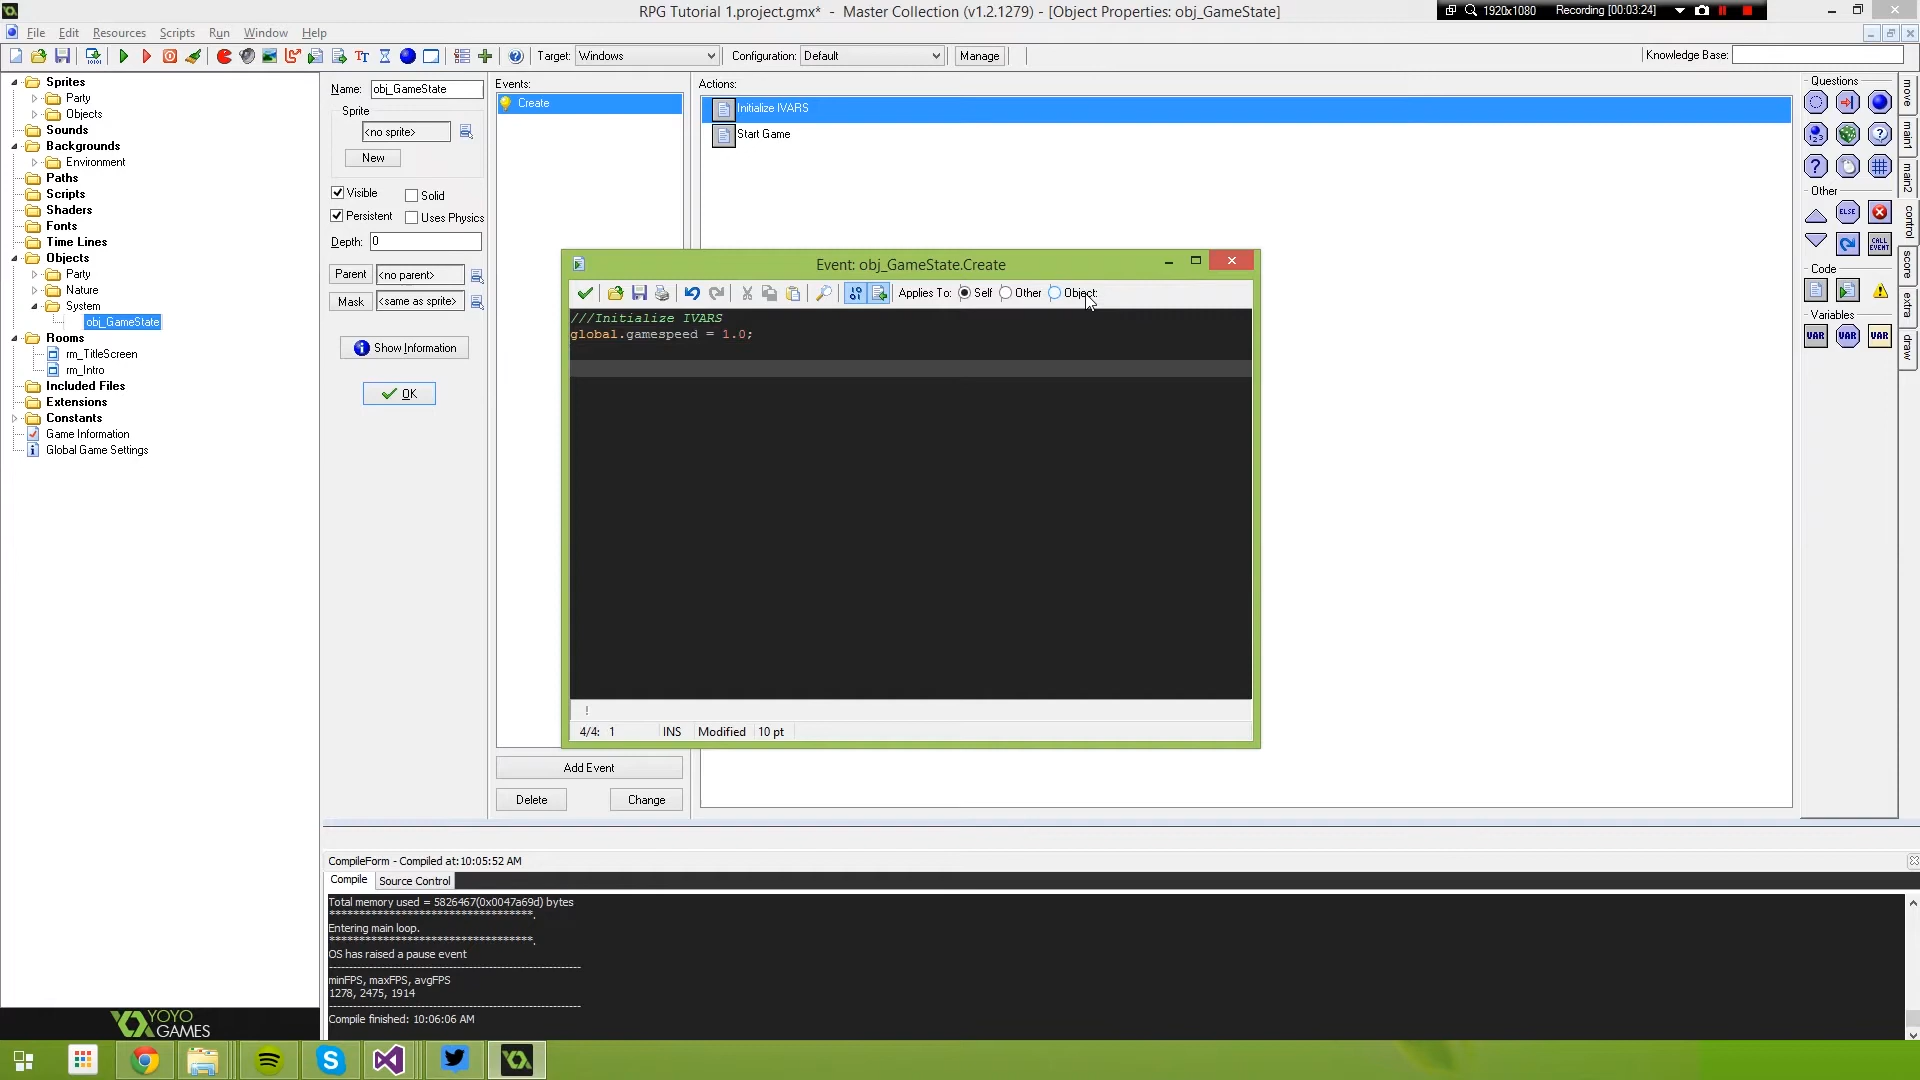 RPG Tutorial 1.project.gmx* - Master Collection (v1.2.1279) - [Object Properties: obj_GameState]
1920x1080 Recording [00:03:24]
File Edit Resources Scripts Run Window Help
Target: Windows Configuration: Default Manage Knowledge Base:
Sprites
Party
Objects
Sounds
Backgrounds
Environment
Paths
Scripts
Shaders
Fonts
Time Lines
Objects
Party
Nature
System
obj_GameState
Rooms
rm_TitleScreen
rm_Intro
Included Files
Extensions
Constants
Game Information
Global Game Settings
YOYO
GAMES
Name: obj_GameState
Sprite
<no sprite>
New
Visible Solid
Persistent Uses Physics
Depth: 0
Parent <no parent>
Mask <same as sprite>
Show Information
OK
Events:
Create
Add Event
Delete Change
Actions:
Initialize IVARS
Start Game
Event: obj_GameState.Create
Applies To: Self Other Object:
///Initialize IVARS
global.gamespeed = 1.0;
!
4/4: 1 INS Modified 10 pt
Questions
Other
ELSE
CALL EVENT
Code
Variables
VAR VAR VAR
move
main1
main2
control
score
extra
draw
CompileForm - Compiled at:10:05:52 AM
Compile Source Control
Total memory used = 5826467(0x0047a69d) bytes
***********************************.
Entering main loop.
***********************************.
OS has raised a pause event
minFPS, maxFPS, avgFPS
1278, 2475, 1914
Compile finished: 10:06:06 AM